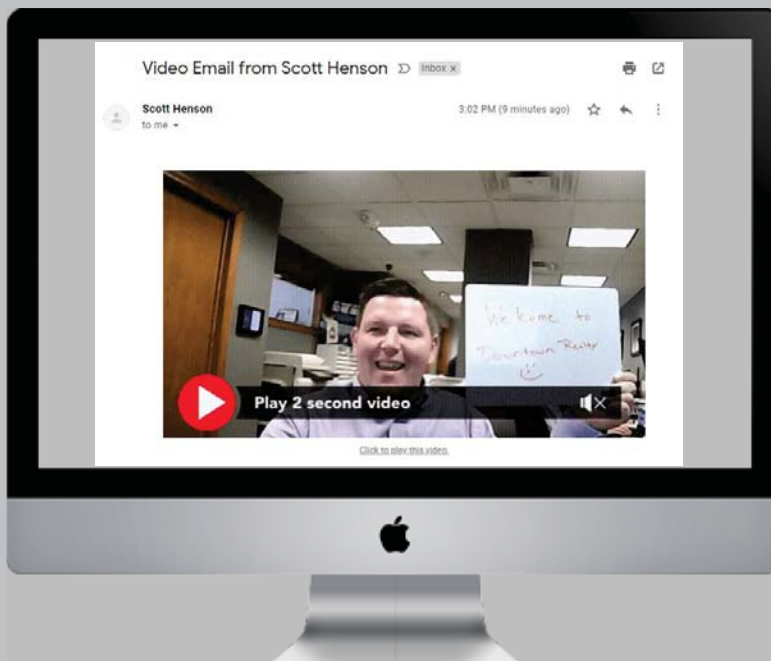 Video Email from Scott Henson Inbox x
Scott Henson 3:02 PM (9 minutes ago)
to me
Welcome to
Downtown Realty
Play 2 second video
Click to play this video.